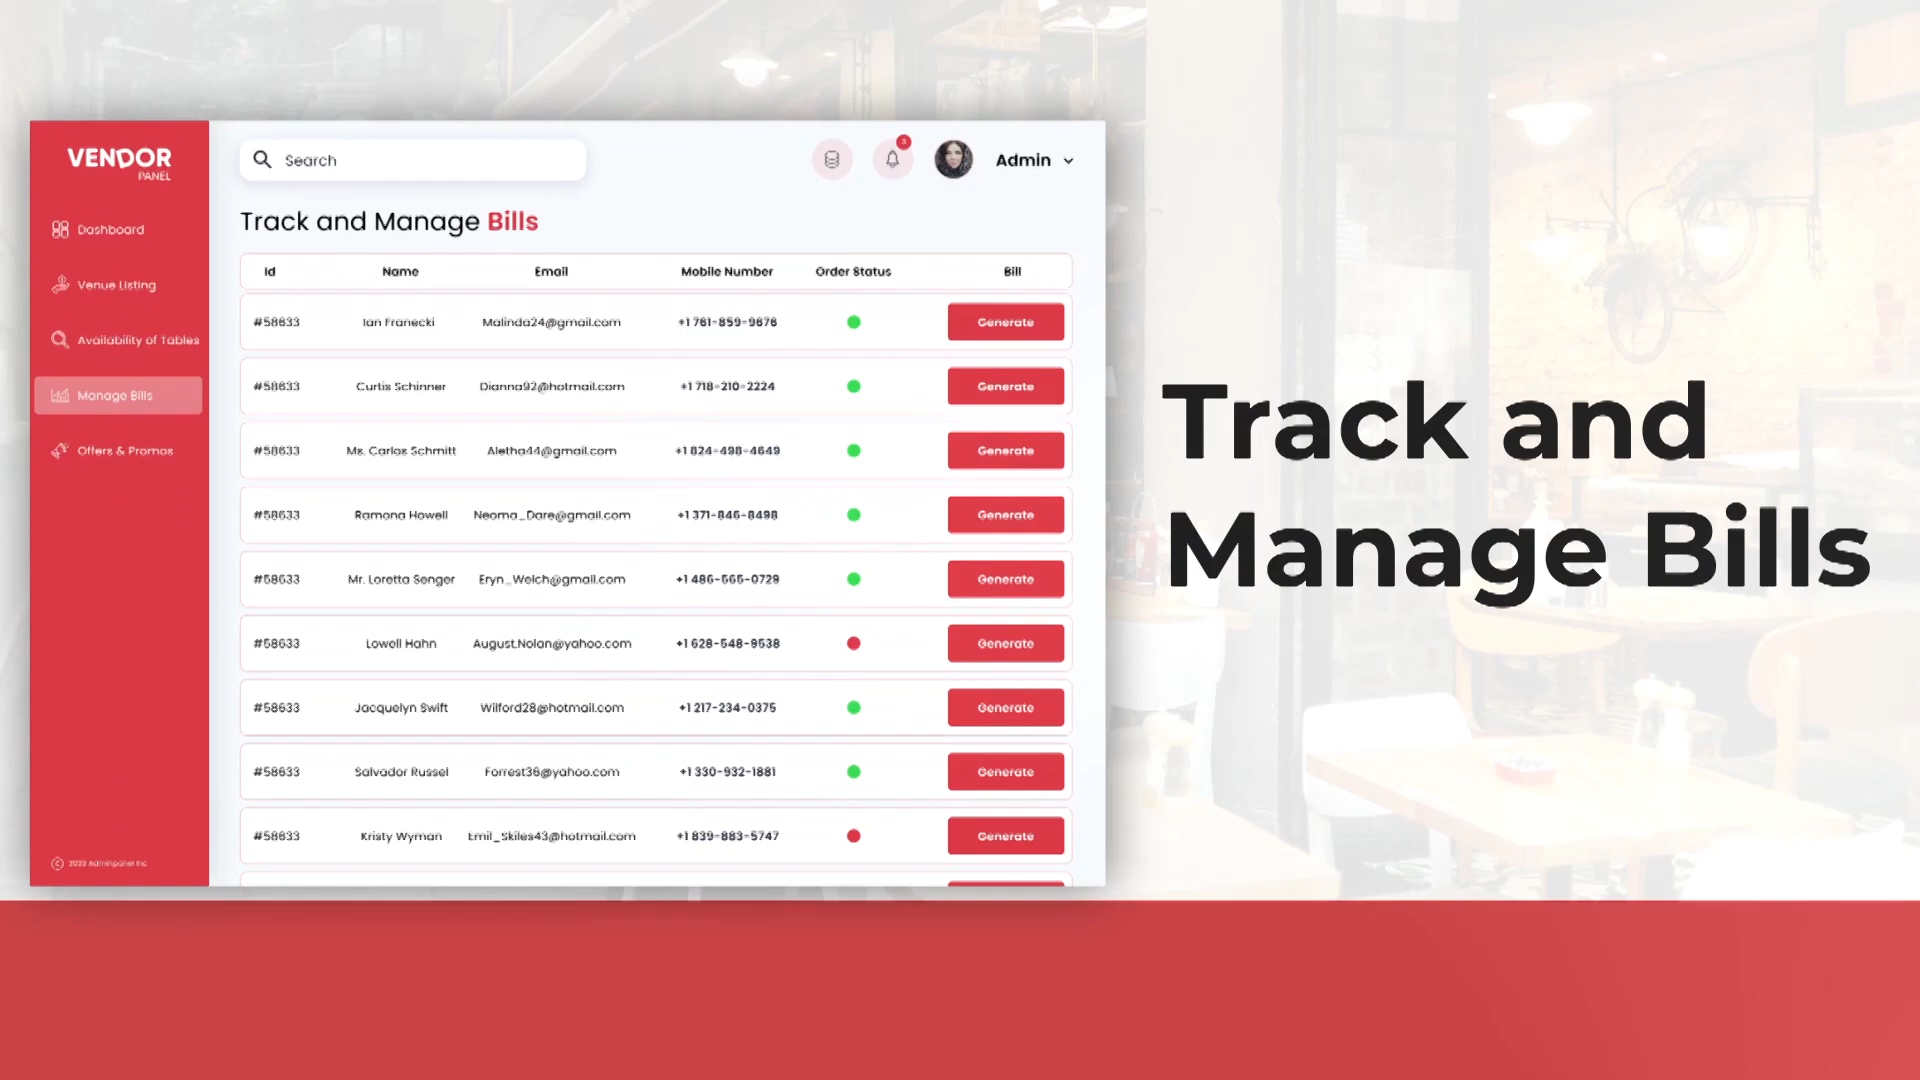 VENDOR
PANEL
Dashboard
Venue Listing
Availability of Tables
Manage Bills
Offers & Promos
2023 Adminpanel Inc
Search
3
Admin
Track and Manage Bills
Id Name Email Mobile Number Order Status Bill
#58633 Ian Franecki Malinda24@gmail.com +1 761-859-9676 Generate
#58633 Curtis Schinner Dianna92@hotmail.com +1 718-210-2224 Generate
#58633 Ms. Carlos Schmitt Aletha44@gmail.com +1 824-498-4649 Generate
#58633 Ramona Howell Neoma_Dare@gmail.com +1 371-846-8498 Generate
#58633 Mr. Loretta Senger Eryn_Welch@gmail.com +1 486-565-0729 Generate
#58633 Lowell Hahn August.Nolan@yahoo.com +1 628-548-9538 Generate
#58633 Jacquelyn Swift Wilford28@hotmail.com +1 217-234-0375 Generate
#58633 Salvador Russel Forrest36@yahoo.com +1 330-932-1881 Generate
#58633 Kristy Wyman Emil_Skiles43@hotmail.com +1 839-883-5747 Generate
Track and
Manage Bills